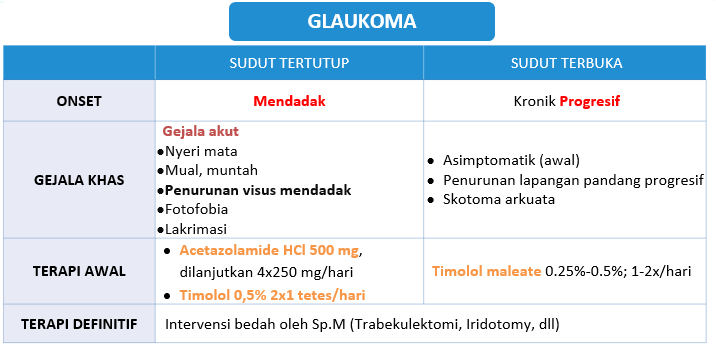 GLAUKOMA
SUDUT TERTUTUP
SUDUT TERBUKA
ONSET
Mendadak
Kronik Progresif
GEJALA KHAS
Gejala akut
●Nyeri mata
●Mual, muntah
●Penurunan visus mendadak
●Fotofobia
●Lakrimasi
● Asimptomatik (awal)
● Penurunan lapangan pandang progresif
● Skotoma arkuata
TERAPI AWAL
● Acetazolamide HCl 500 mg,
dilanjutkan 4x250 mg/hari
● Timolol 0,5% 2x1 tetes/hari
Timolol maleate 0.25%-0.5%; 1-2x/hari
TERAPI DEFINITIF
Intervensi bedah oleh Sp.M (Trabekulektomi, Iridotomy, dll)